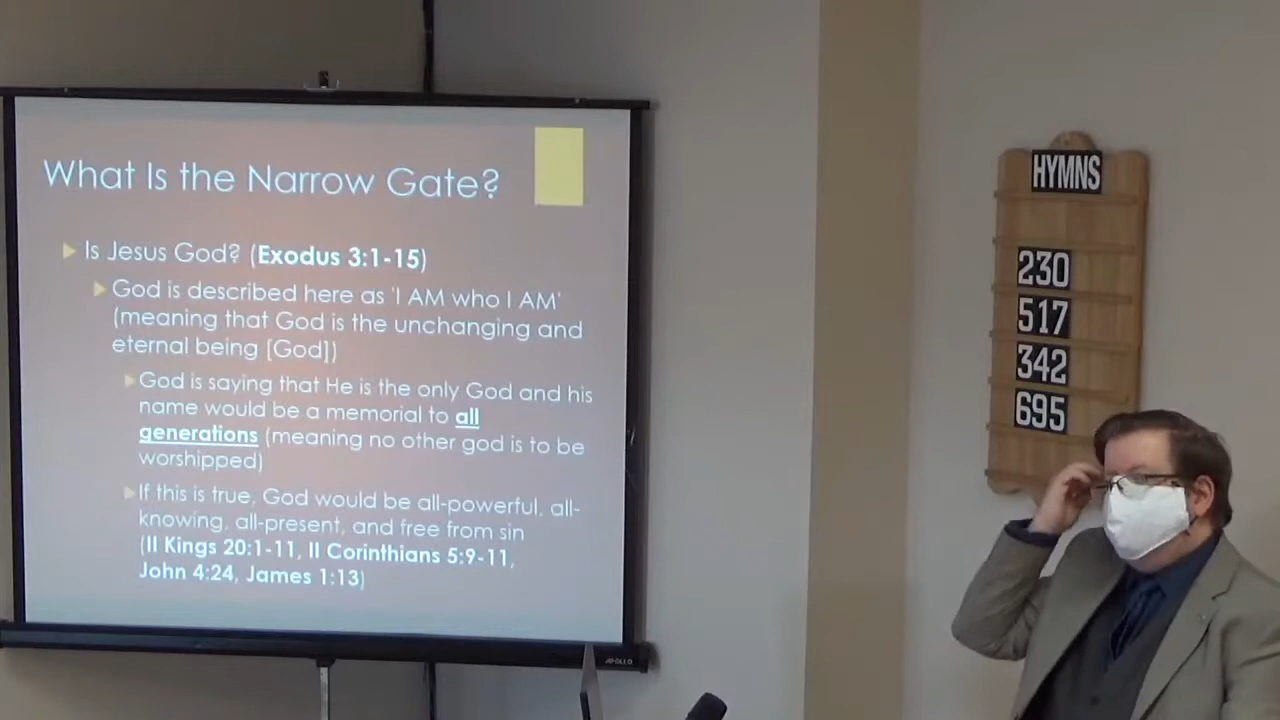 What Is the Narrow Gate?
Is Jesus God? (Exodus 3:1-15)
God is described here as 'I AM who I AM'
(meaning that God is the unchanging and
eternal being [God])
God is saying that He is the only God and his
name would be a memorial to all
generations (meaning no other god is to be
worshipped)
If this is true, God would be all-powerful, all-
knowing, all-present, and free from sin
(II Kings 20:1-11, II Corinthians 5:9-11,
John 4:24, James 1:13)
APOLLO
HYMNS
230
517
342
695